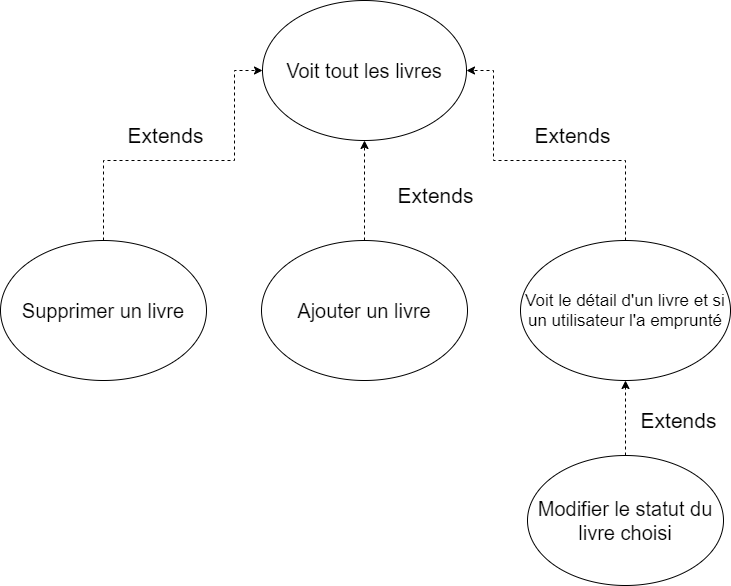 Voit tout les livres
Extends
Extends
Extends
Supprimer un livre
Ajouter un livre
Voit le détail d'un livre et si
un utilisateur l'a emprunté
Extends
Modifier le statut du
livre choisi